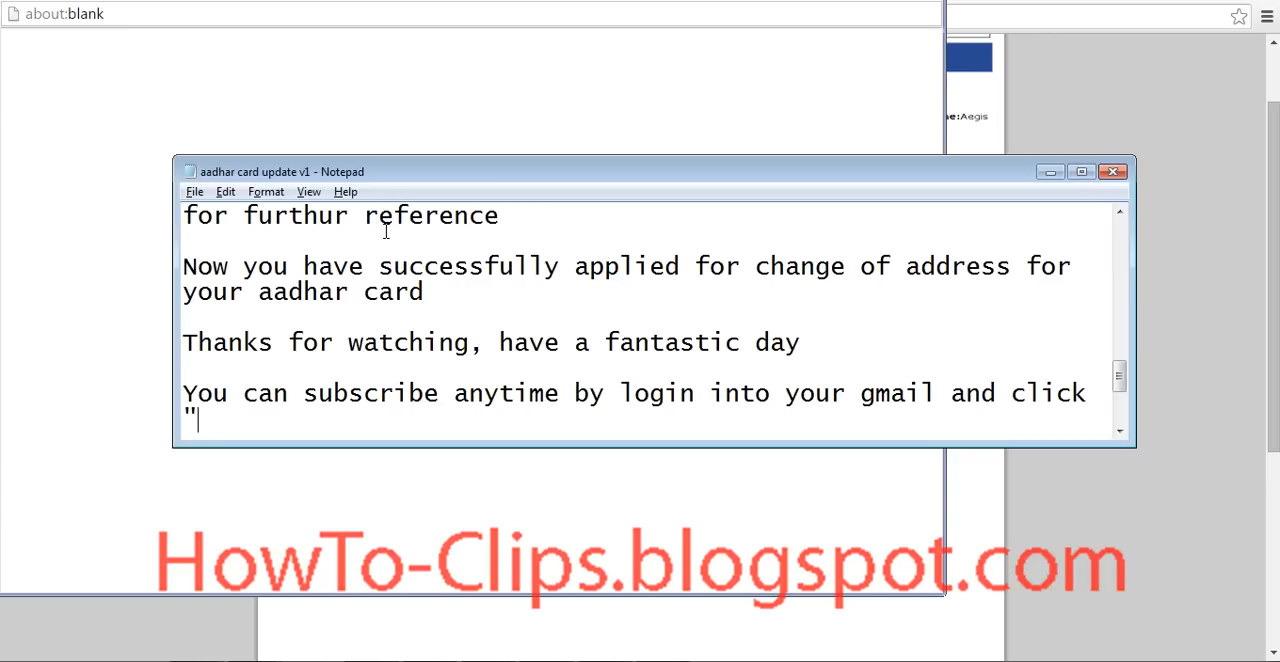 about:blank
se:Aegis
aadhar card update v1 - Notepad
File Edit Format View Help
for furthur reference
Now you have successfully applied for change of address for
your aadhar card
Thanks for watching, have a fantastic day
You can subscribe anytime by login into your gmail and click
"
HowTo-Clips.blogspot.com